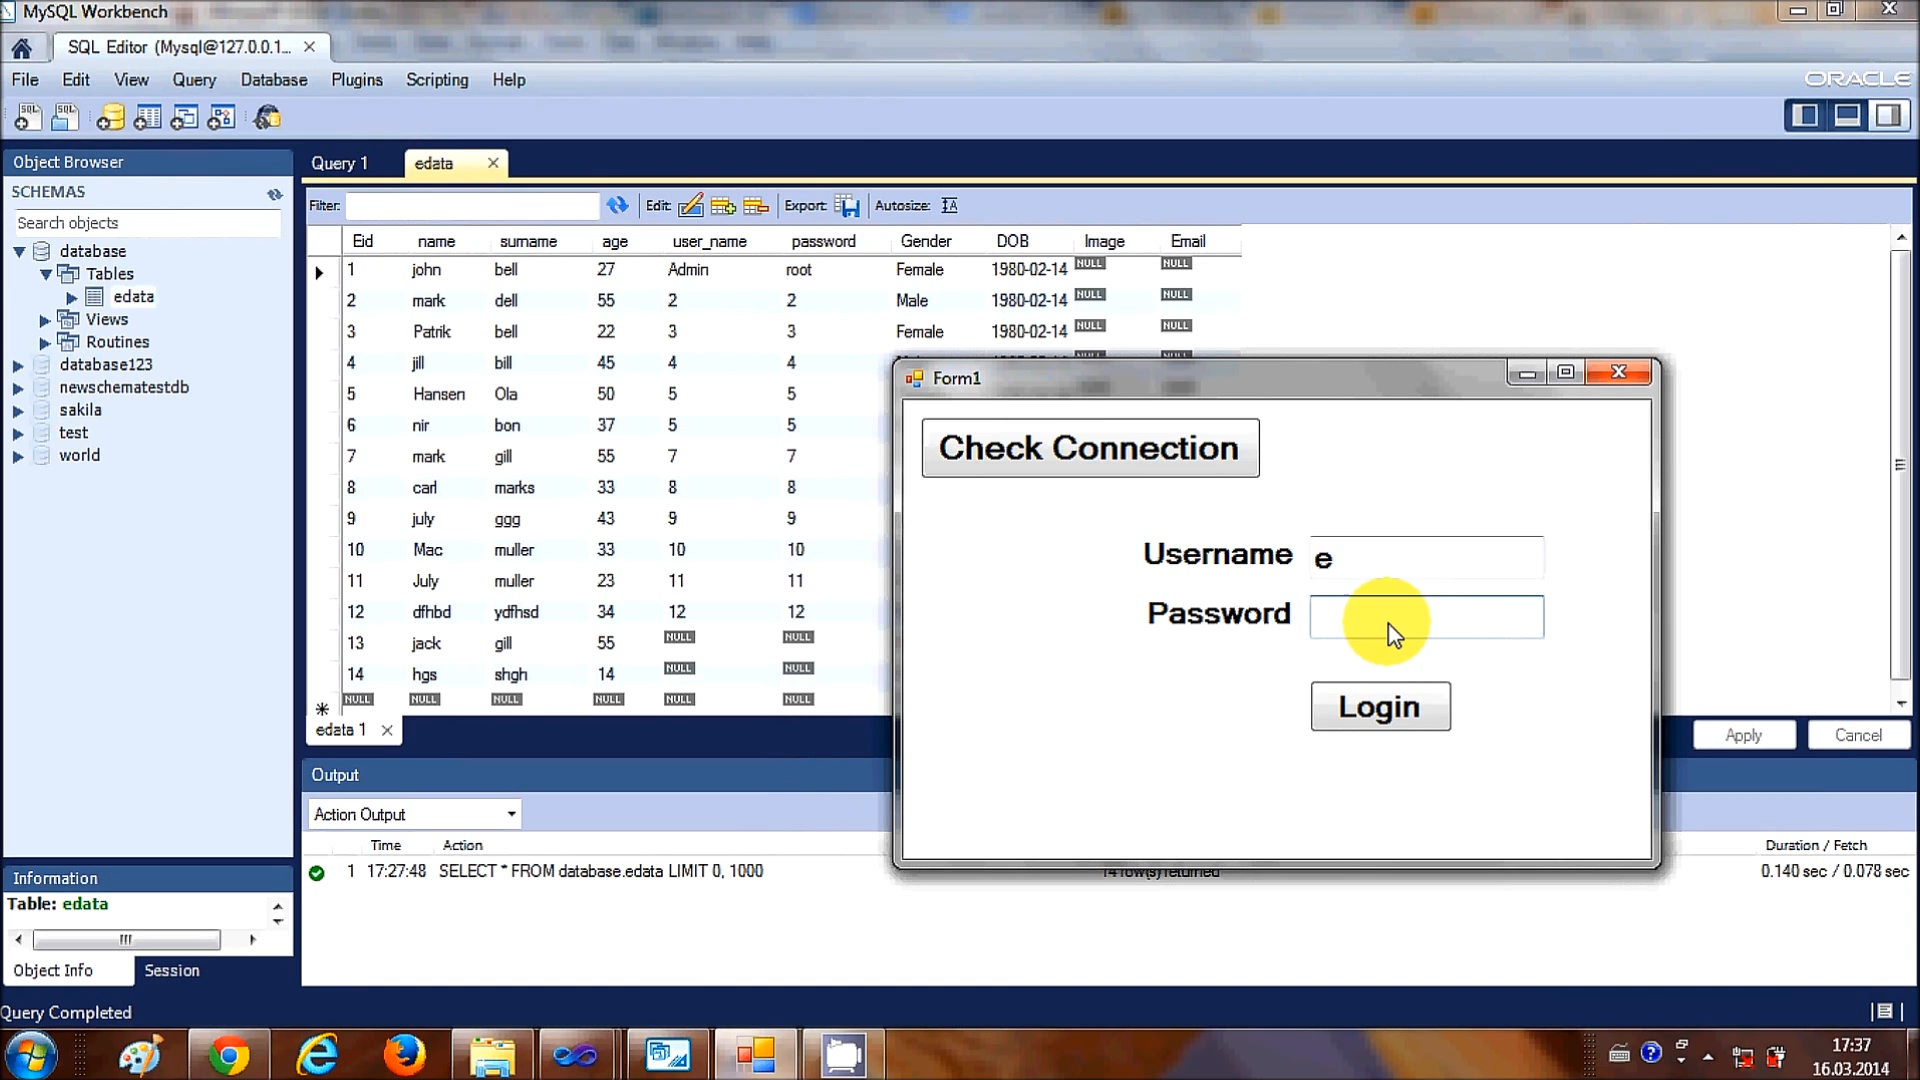 MySQL Workbench
SQL Editor (Mysql@127.0.0.1...
File Edit View Query Database Plugins Scripting Help
ORACLE
SQL SQL
Object Browser
Query 1 edata
SCHEMAS
Search objects
database
Tables
edata
Views
Routines
database123
newschematestdb
sakila
test
world
Filter: Edit: Export: Autosize:
Eid name surname age user_name password Gender DOB Image Email
1 john bell 27 Admin root Female 1980-02-14 NULL NULL
2 mark dell 55 2 2 Male 1980-02-14 NULL NULL
3 Patrik bell 22 3 3 Female 1980-02-14 NULL NULL
4 jill bill 45 4 4
5 Hansen Ola 50 5 5
6 nir bon 37 5 5
7 mark gill 55 7 7
8 carl marks 33 8 8
9 july ggg 43 9 9
10 Mac muller 33 10 10
11 July muller 23 11 11
12 dfhbd ydfhsd 34 12 12
13 jack gill 55 NULL NULL
14 hgs shgh 14 NULL NULL
NULL NULL NULL NULL NULL NULL
edata 1
Apply Cancel
Form1
Check Connection
Username e
Password
Login
Output
Action Output
Time Action Duration / Fetch
1 17:27:48 SELECT * FROM database.edata LIMIT 0, 1000 14 row(s) returned 0.140 sec / 0.078 sec
Information
Table: edata
Object Info Session
Query Completed
17:37
16.03.2014